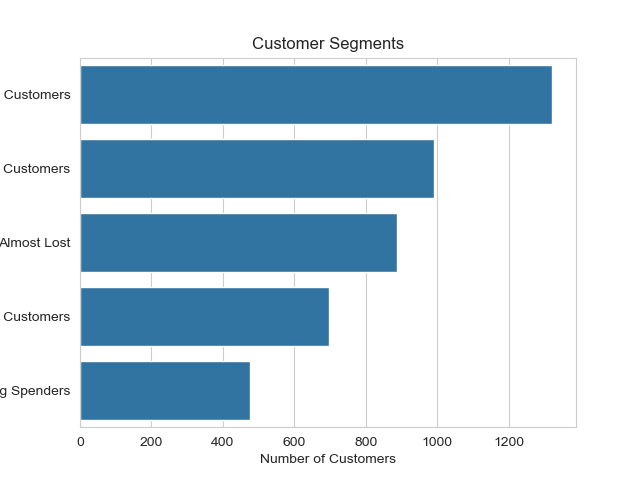 Customer Segments
Customers
Customers
Almost Lost
Customers
g Spenders
0 200 400 600 800 1000 1200
Number of Customers